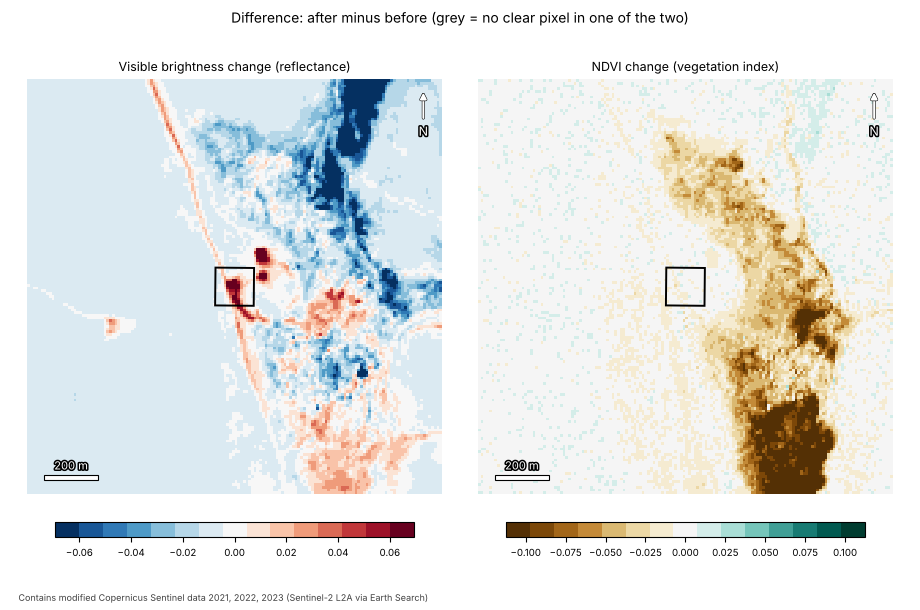 Difference: after minus before (grey = no clear pixel in one of the two)
Visible brightness change (reflectance)
NDVI change (vegetation index)
N
N
200 m
200 m
−0.06 −0.04 −0.02 0.00 0.02 0.04 0.06
−0.100 −0.075 −0.050 −0.025 0.000 0.025 0.050 0.075 0.100
Contains modified Copernicus Sentinel data 2021, 2022, 2023 (Sentinel-2 L2A via Earth Search)